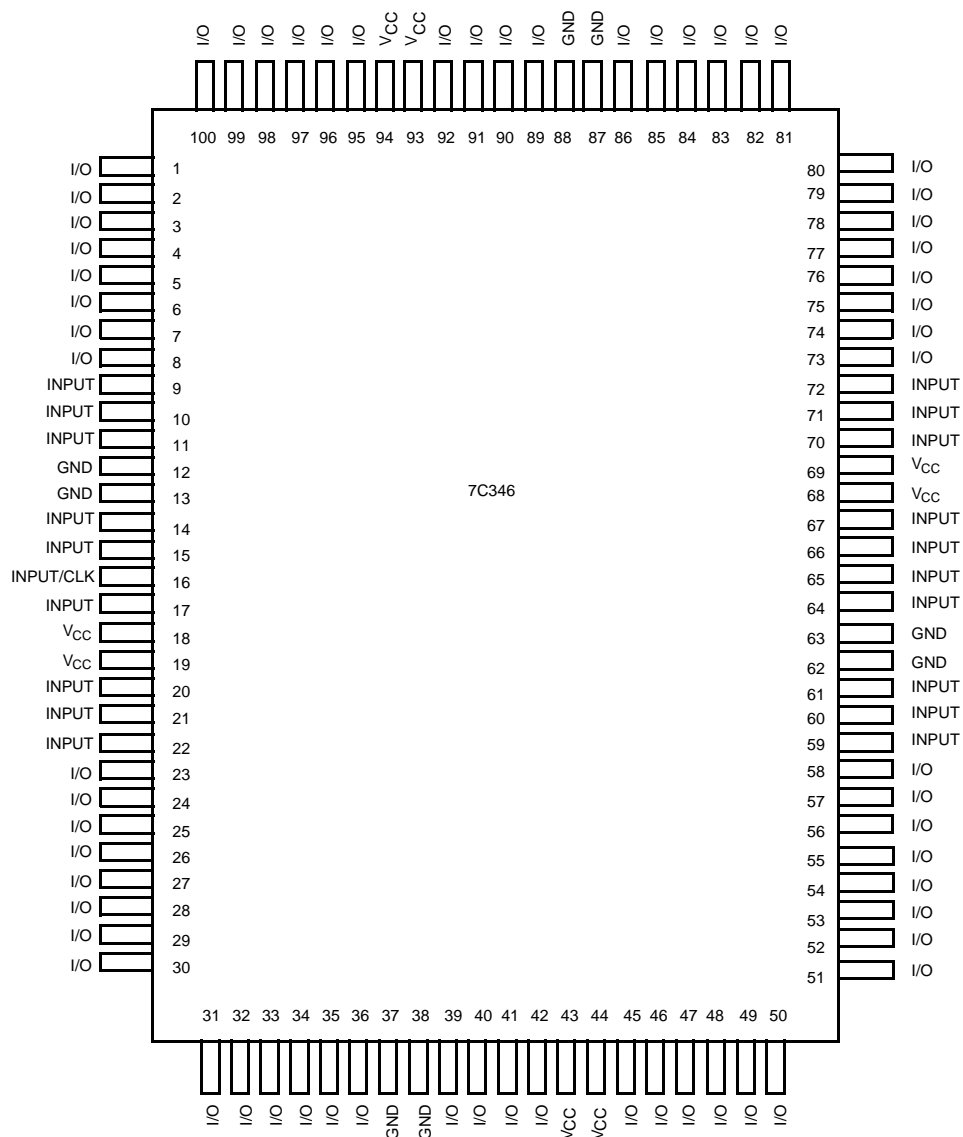 I/O I/O I/O I/O I/O I/O VCC VCC I/O I/O I/O I/O GND GND I/O I/O I/O I/O I/O I/O
100 99 98 97 96 95 94 93 92 91 90 89 88 87 86 85 84 83 82 81
I/O 1 80 I/O
I/O 2 79 I/O
I/O 3 78 I/O
I/O 4 77 I/O
I/O 5 76 I/O
I/O 6 75 I/O
I/O 7 74 I/O
I/O 8 73 I/O
INPUT 9 72 INPUT
INPUT 10 71 INPUT
INPUT 11 70 INPUT
GND 12 69 VCC
GND 13 7C346 68 VCC
INPUT 14 67 INPUT
INPUT 15 66 INPUT
INPUT/CLK 16 65 INPUT
INPUT 17 64 INPUT
VCC 18 63 GND
VCC 19 62 GND
INPUT 20 61 INPUT
INPUT 21 60 INPUT
INPUT 22 59 INPUT
I/O 23 58 I/O
I/O 24 57 I/O
I/O 25 56 I/O
I/O 26 55 I/O
I/O 27 54 I/O
I/O 28 53 I/O
I/O 29 52 I/O
I/O 30 51 I/O
31 32 33 34 35 36 37 38 39 40 41 42 43 44 45 46 47 48 49 50
I/O I/O I/O I/O I/O I/O GND GND I/O I/O I/O I/O VCC VCC I/O I/O I/O I/O I/O I/O